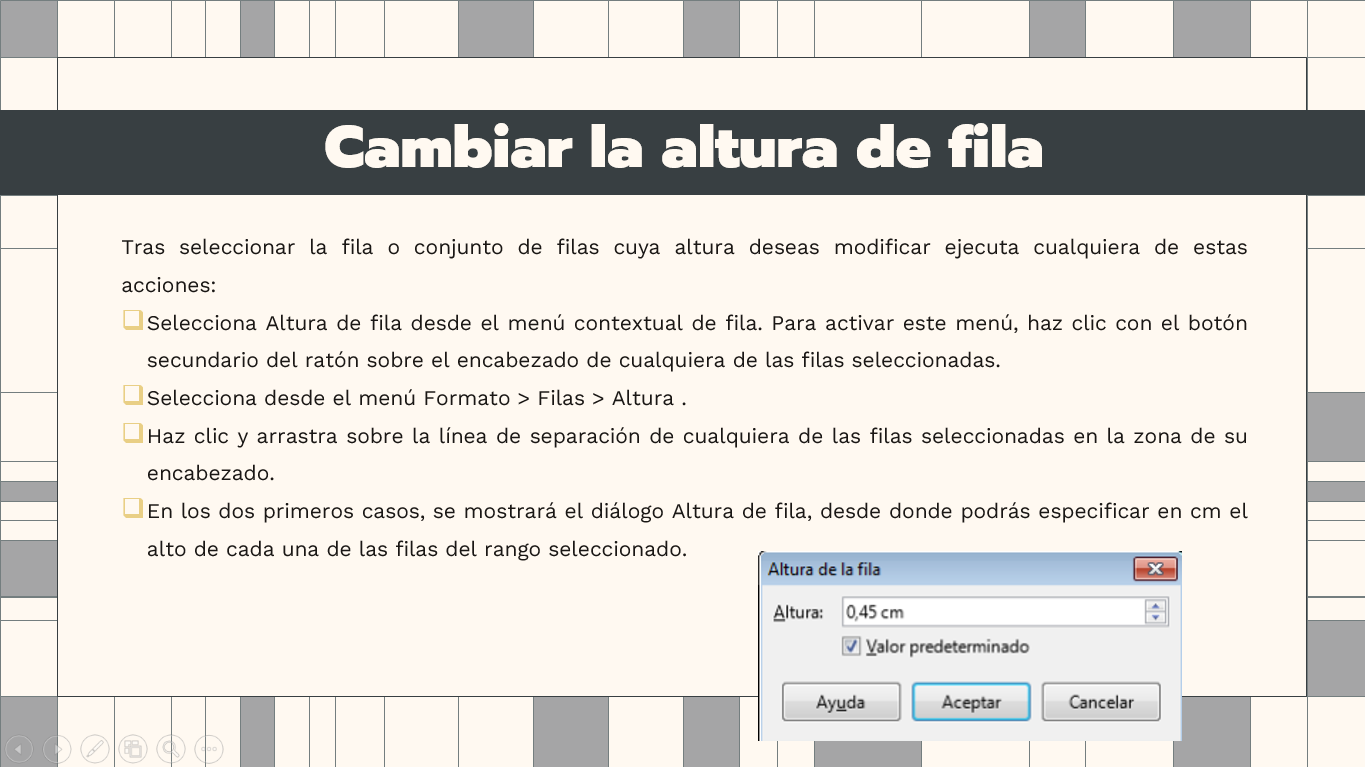 Cambiar la altura de fila
Tras seleccionar la fila o conjunto de filas cuya altura deseas modificar ejecuta cualquiera de estas
acciones:
Selecciona Altura de fila desde el menú contextual de fila. Para activar este menú, haz clic con el botón
secundario del ratón sobre el encabezado de cualquiera de las filas seleccionadas.
Selecciona desde el menú Formato > Filas > Altura .
Haz clic y arrastra sobre la línea de separación de cualquiera de las filas seleccionadas en la zona de su
encabezado.
En los dos primeros casos, se mostrará el diálogo Altura de fila, desde donde podrás especificar en cm el
alto de cada una de las filas del rango seleccionado.
Altura de la fila
Altura: 0,45 cm
Valor predeterminado
Ayuda Aceptar Cancelar